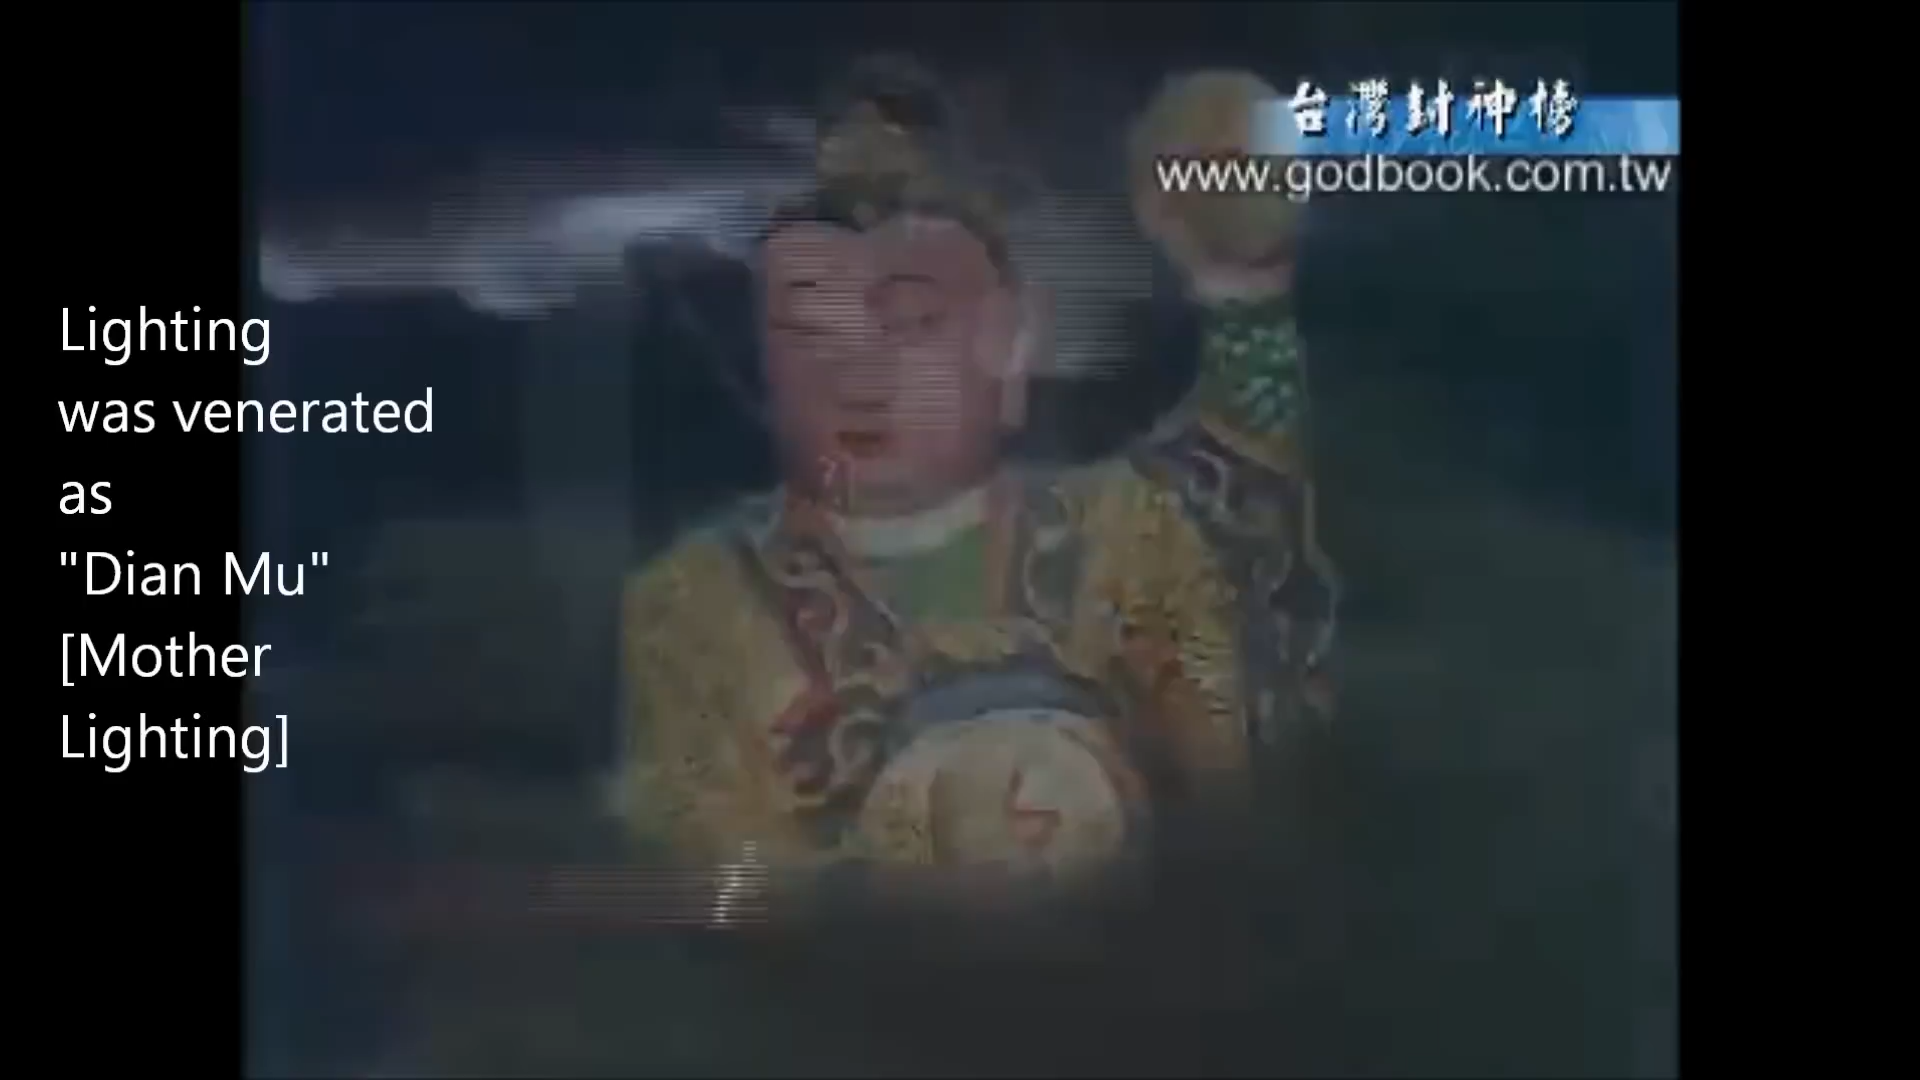 台灣封神榜
www.godbook.com.tw
Lighting
was venerated
as
"Dian Mu"
[Mother
Lighting]